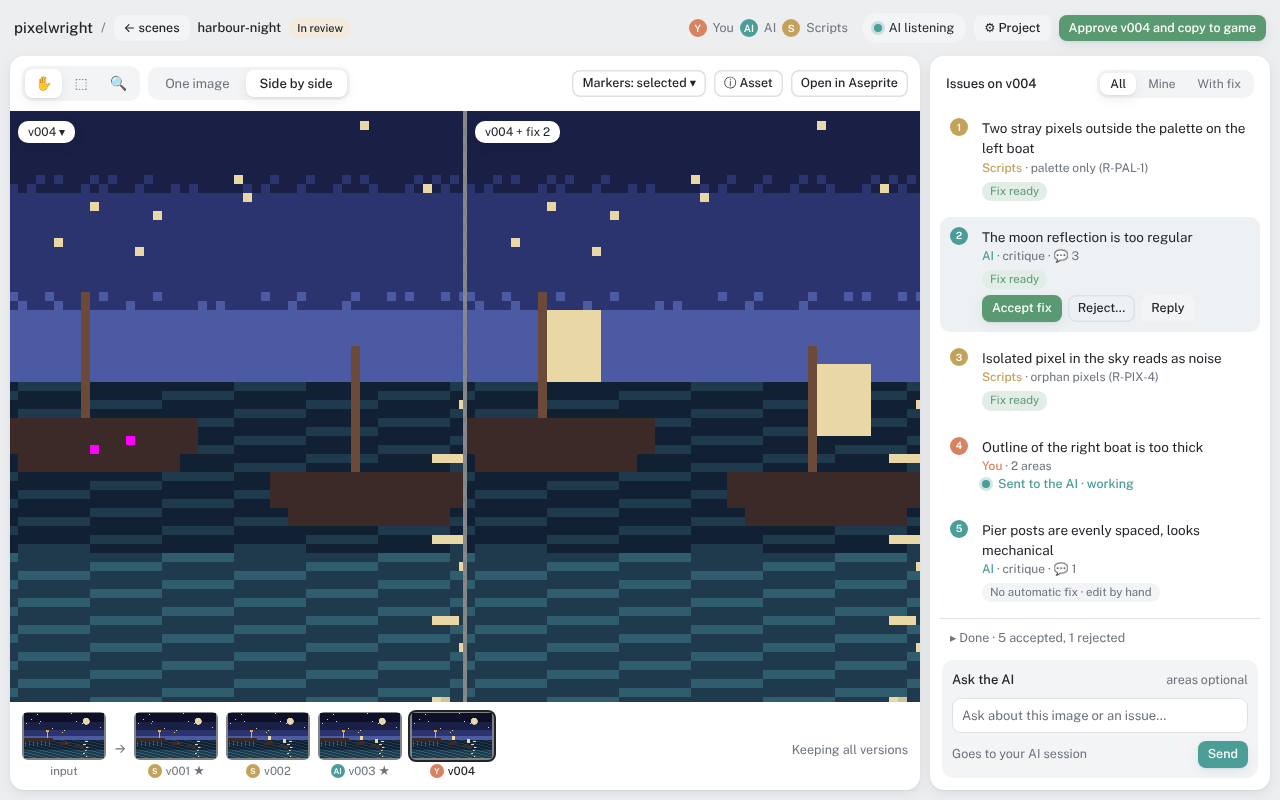 pixelwright / ← scenes harbour-night In review Y You AI AI S Scripts AI listening ⚙ Project Approve v004 and copy to game
One image Side by side Markers: selected ▾ ⓘ Asset Open in Aseprite
v004 ▾ v004 + fix 2
input → S v001 ★ S v002 AI v003 ★ Y v004 Keeping all versions
Issues on v004 All Mine With fix
1 Two stray pixels outside the palette on the
left boat
Scripts · palette only (R-PAL-1)
Fix ready
2 The moon reflection is too regular
AI · critique · 💬 3
Fix ready
Accept fix Reject… Reply
3 Isolated pixel in the sky reads as noise
Scripts · orphan pixels (R-PIX-4)
Fix ready
4 Outline of the right boat is too thick
You · 2 areas
Sent to the AI · working
5 Pier posts are evenly spaced, looks
mechanical
AI · critique · 💬 1
No automatic fix · edit by hand
▸ Done · 5 accepted, 1 rejected
Ask the AI areas optional
Ask about this image or an issue…
Goes to your AI session Send